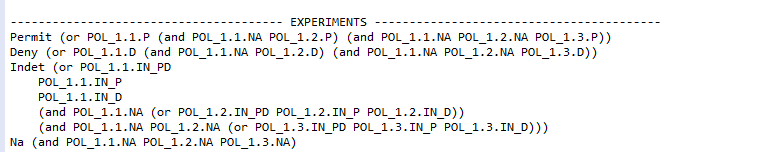 --------------------------------------- EXPERIMENTS -----------------------------------------
Permit (or POL_1.1.P (and POL_1.1.NA POL_1.2.P) (and POL_1.1.NA POL_1.2.NA POL_1.3.P))
Deny (or POL_1.1.D (and POL_1.1.NA POL_1.2.D) (and POL_1.1.NA POL_1.2.NA POL_1.3.D))
Indet (or POL_1.1.IN_PD
    POL_1.1.IN_P
    POL_1.1.IN_D
    (and POL_1.1.NA (or POL_1.2.IN_PD POL_1.2.IN_P POL_1.2.IN_D))
    (and POL_1.1.NA POL_1.2.NA (or POL_1.3.IN_PD POL_1.3.IN_P POL_1.3.IN_D)))
Na (and POL_1.1.NA POL_1.2.NA POL_1.3.NA)